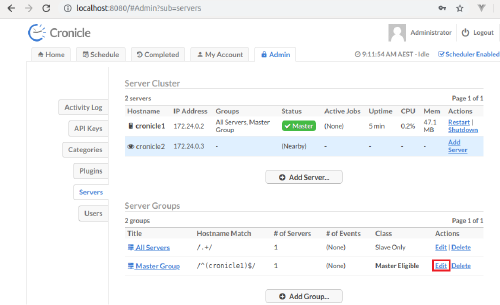 localhost:8080/#Admin?sub=servers
Cronicle
Administrator
Logout
Home
Schedule
Completed
My Account
Admin
9:11:54 AM AEST - Idle
Scheduler Enabled
Activity Log
API Keys
Categories
Plugins
Servers
Users
Server Cluster
2 servers Page 1 of 1
Hostname IP Address Groups Status Active Jobs Uptime CPU Mem Actions
cronicle1 172.24.0.2 All Servers, Master Group Master (None) 5 min 0.2% 47.1 MB Restart | Shutdown
cronicle2 172.24.0.3 - (Nearby) - - - - Add Server
Add Server...
Server Groups
2 groups Page 1 of 1
Title Hostname Match # of Servers # of Events Class Actions
All Servers /.+/ 1 (None) Slave Only Edit | Delete
Master Group /^(cronicle1)$/ 1 (None) Master Eligible Edit | Delete
Add Group...